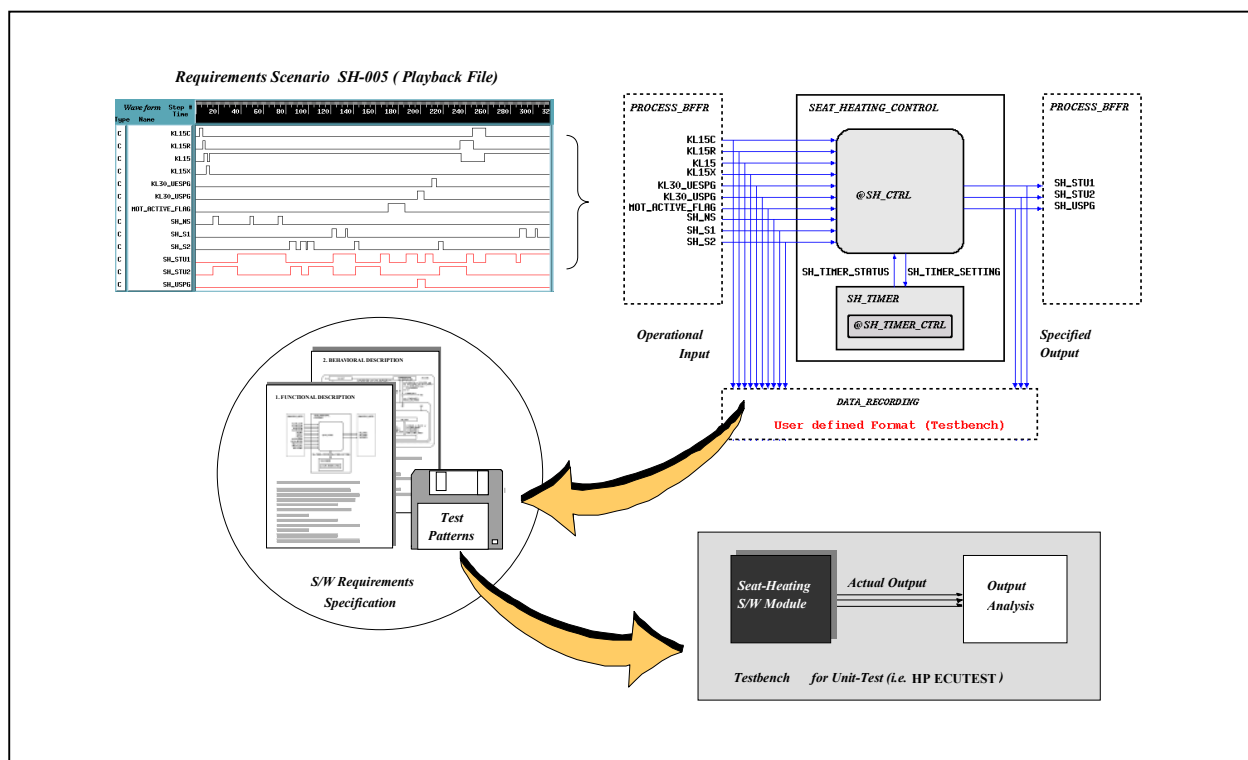 Requirements Scenario SH-005 ( Playback File)
Wave form Step #
Time
Type Name
20 40 60 80 100 120 140 160 180 200 220 240 260 280 300 32
C KL15C
C KL15R
C KL15
C KL15X
C KL30_UESPG
C KL30_USPG
C MOT_ACTIVE_FLAG
C SH_NS
C SH_S1
C SH_S2
C SH_STU1
C SH_STU2
C SH_USPG
PROCESS_BFFR
KL15C
KL15R
KL15
KL15X
KL30_UESPG
KL30_USPG
MOT_ACTIVE_FLAG
SH_NS
SH_S1
SH_S2
SEAT_HEATING_CONTROL
@SH_CTRL
SH_TIMER_STATUS
SH_TIMER_SETTING
SH_TIMER
@SH_TIMER_CTRL
PROCESS_BFFR
SH_STU1
SH_STU2
SH_USPG
Operational
Input
Specified
Output
DATA_RECORDING
User defined Format (Testbench)
2. BEHAVIORAL DESCRIPTION
1. FUNCTIONAL DESCRIPTION
Test
Patterns
S/W Requirements
Specification
Seat-Heating
S/W Module
Actual Output
Output
Analysis
Testbench for Unit-Test (i.e. HP ECUTEST )